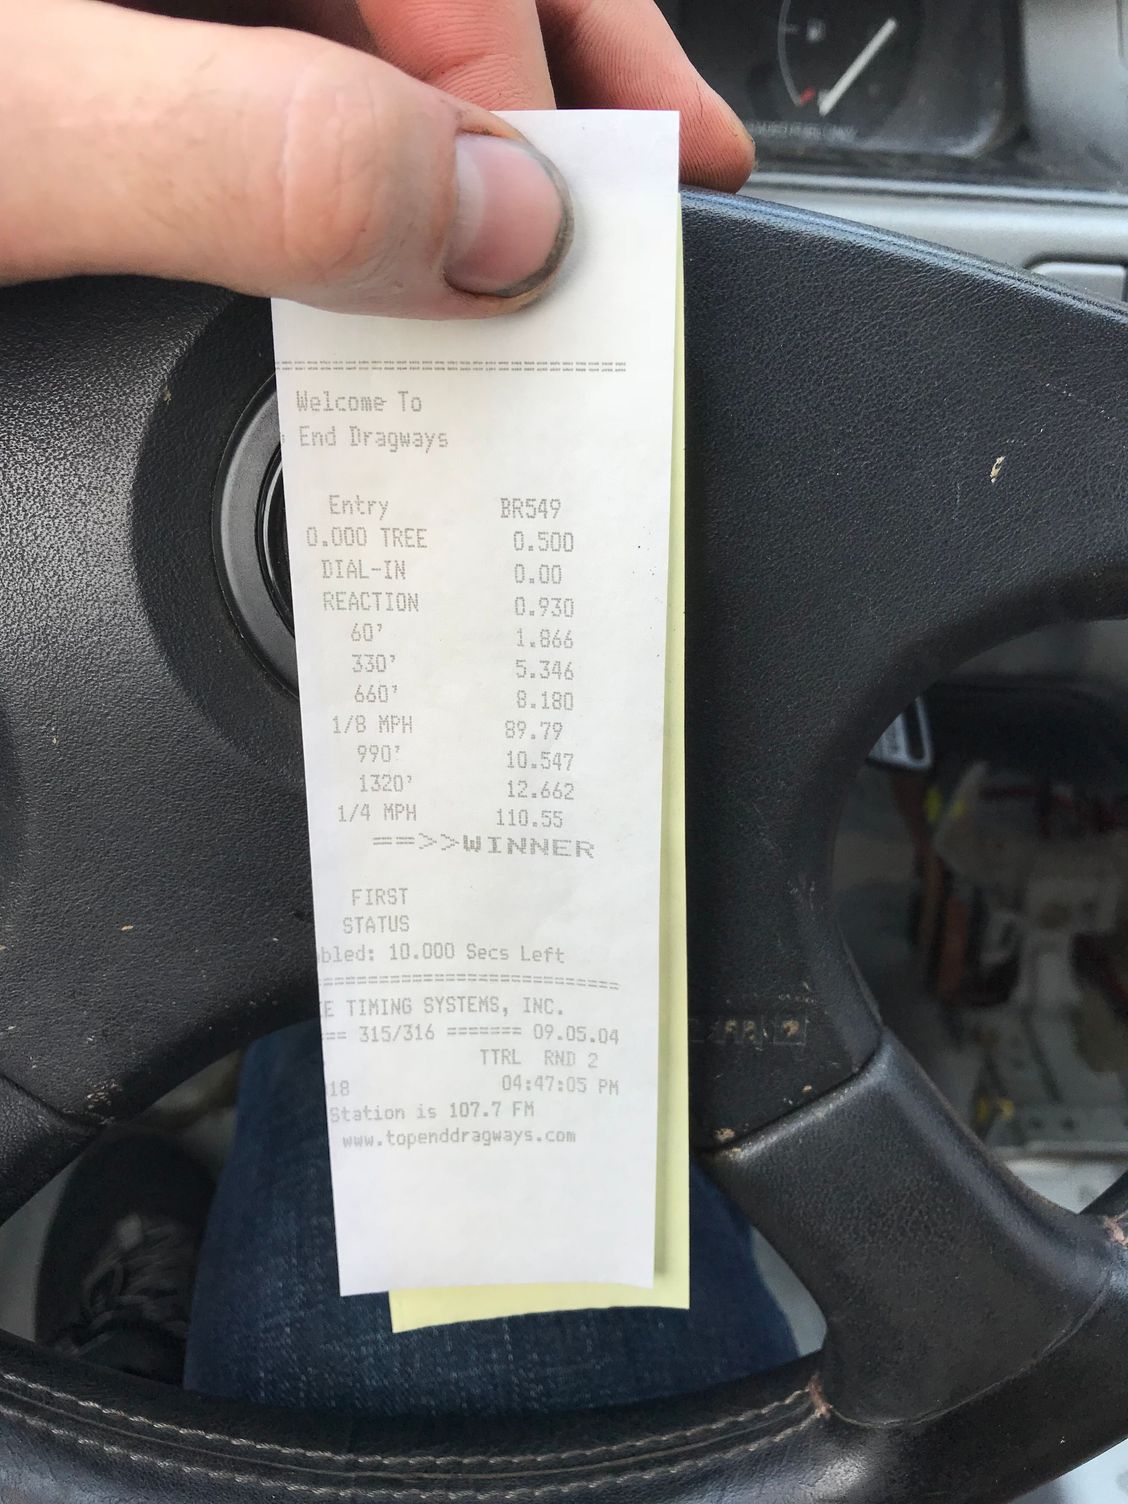 ==============================
Welcome To
End Dragways
Entry BR549
0.000 TREE 0.500
DIAL-IN 0.00
REACTION 0.930
60' 1.866
330' 5.346
660' 8.180
1/8 MPH 89.79
990' 10.547
1320' 12.662
1/4 MPH 110.55
==>>WINNER
FIRST
STATUS
bled: 10.000 Secs Left
==============================
E TIMING SYSTEMS, INC.
== 315/316 ======= 09.05.04
TTRL RND 2
18 04:47:05 PM
Station is 107.7 FM
www.topenddragways.com